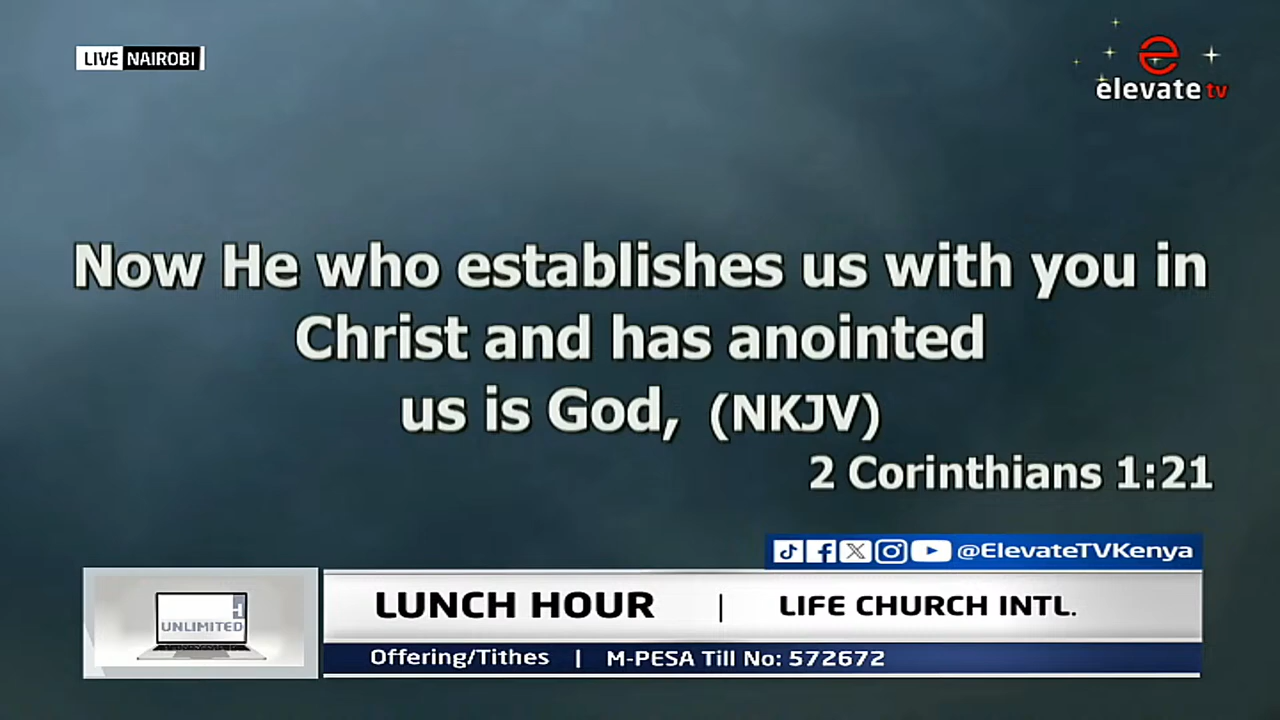 LIVE NAIROBI
e
elevate tv
Now He who establishes us with you in
Christ and has anointed
us is God, (NKJV)
2 Corinthians 1:21
@ElevateTVKenya
UNLIMITED
LUNCH HOUR | LIFE CHURCH INTL.
Offering/Tithes | M-PESA Till No: 572672